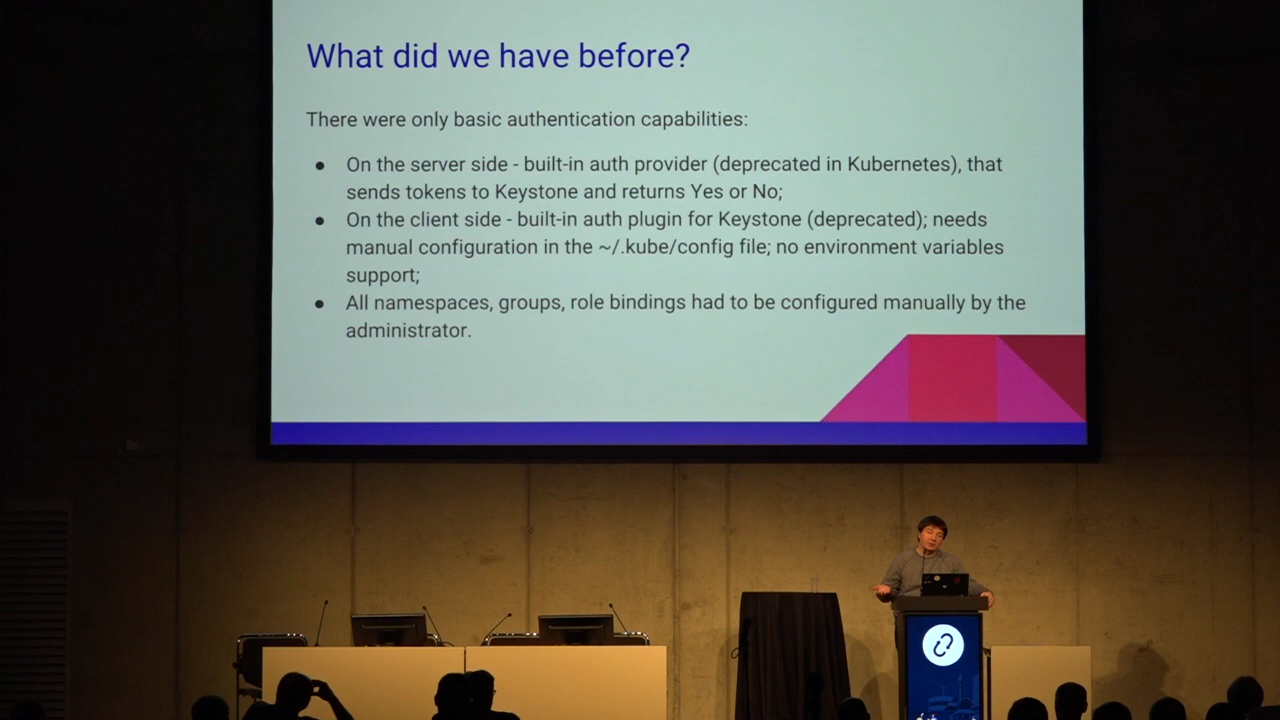 What did we have before?
There were only basic authentication capabilities:
● On the server side - built-in auth provider (deprecated in Kubernetes), that
sends tokens to Keystone and returns Yes or No;
● On the client side - built-in auth plugin for Keystone (deprecated); needs
manual configuration in the ~/.kube/config file; no environment variables
support;
● All namespaces, groups, role bindings had to be configured manually by the
administrator.